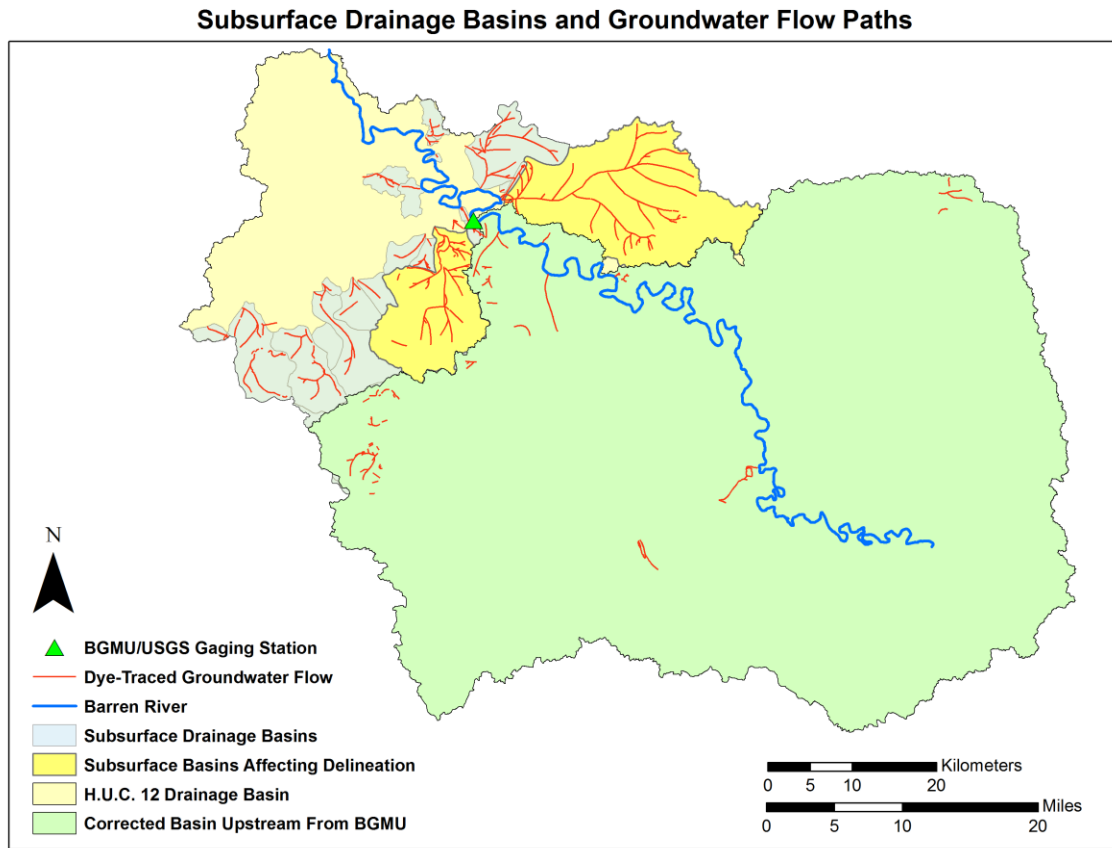 Subsurface Drainage Basins and Groundwater Flow Paths
N
BGMU/USGS Gaging Station
Dye-Traced Groundwater Flow
Barren River
Subsurface Drainage Basins
Subsurface Basins Affecting Delineation
H.U.C. 12 Drainage Basin
Corrected Basin Upstream From BGMU
Kilometers
0 5 10 20
Miles
0 5 10 20